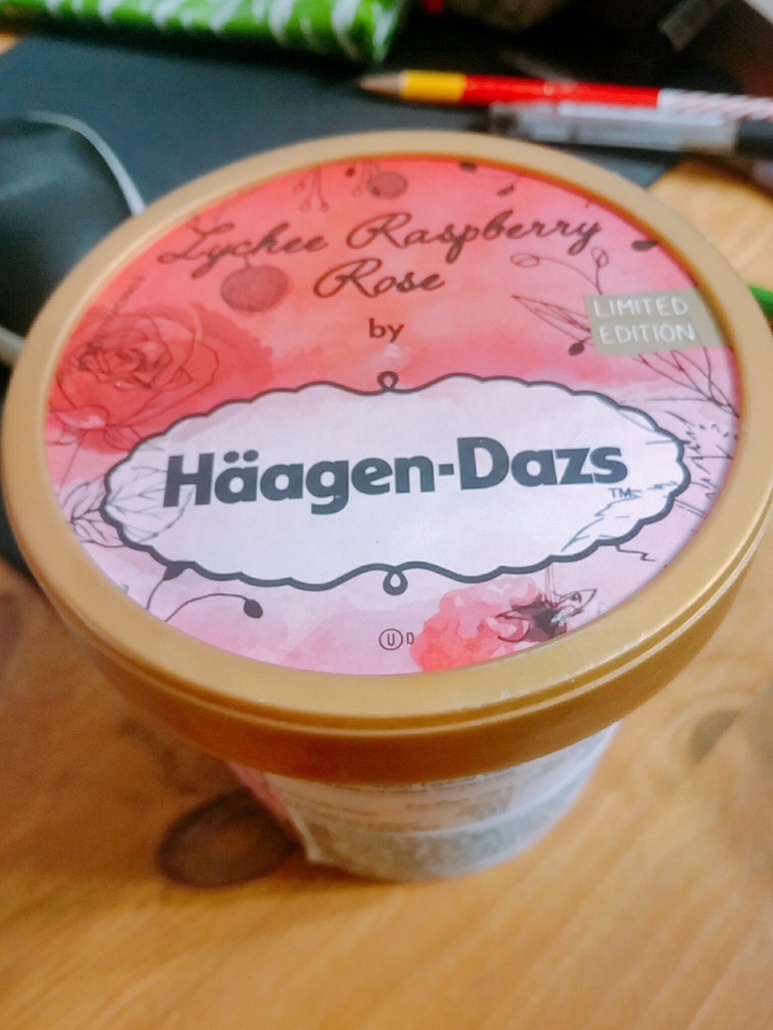 Lychee Raspberry
Rose
by
LIMITED
EDITION
Häagen-Dazs
TM
Ⓤ D